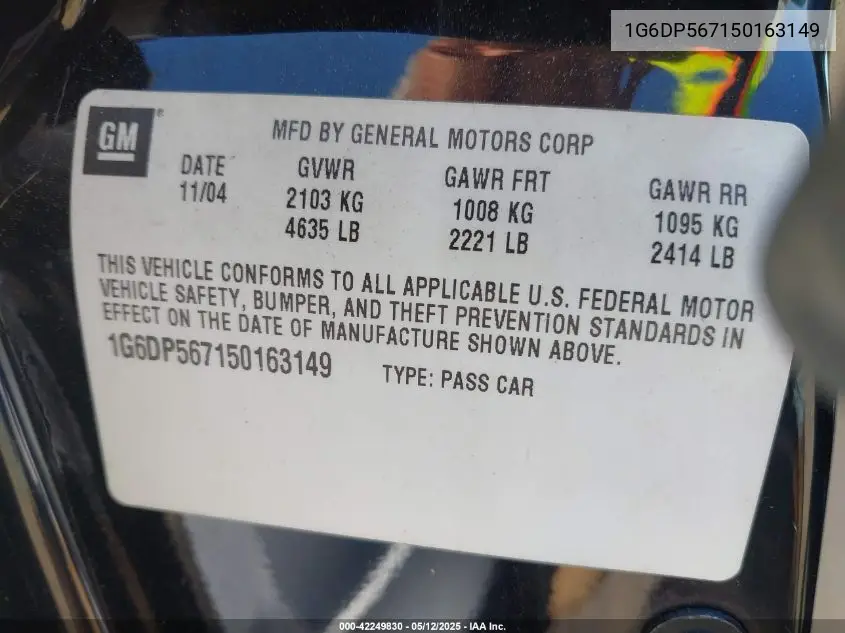 1G6DP567150163149
GM®
MFD BY GENERAL MOTORS CORP
DATE GVWR GAWR FRT GAWR RR
11/04 2103 KG 1008 KG 1095 KG
4635 LB 2221 LB 2414 LB
THIS VEHICLE CONFORMS TO ALL APPLICABLE U.S. FEDERAL MOTOR
VEHICLE SAFETY, BUMPER, AND THEFT PREVENTION STANDARDS IN
EFFECT ON THE DATE OF MANUFACTURE SHOWN ABOVE.
1G6DP567150163149 TYPE: PASS CAR
000-42249830 - 05/12/2025 - IAA Inc.